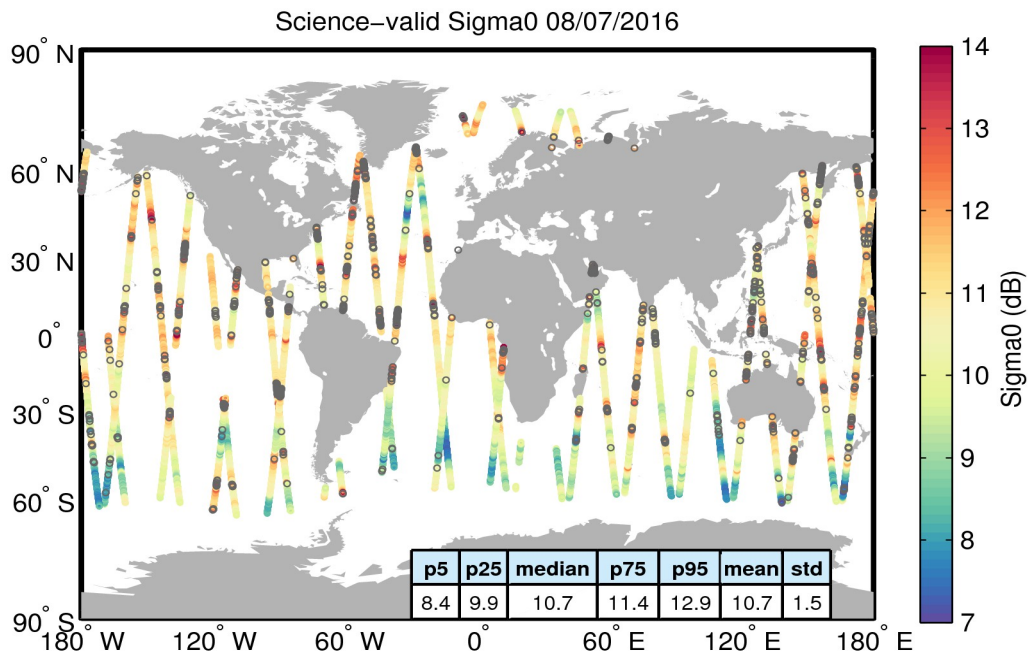 Science−valid Sigma0 08/07/2016
90° N
60° N
30° N
0°
30° S
60° S
90° S
180° W
120° W
60° W
0°
60° E
120° E
180° E
14
13
12
11
10
9
8
7
Sigma0 (dB)
p5 p25 median p75 p95 mean std
8.4 9.9 10.7 11.4 12.9 10.7 1.5